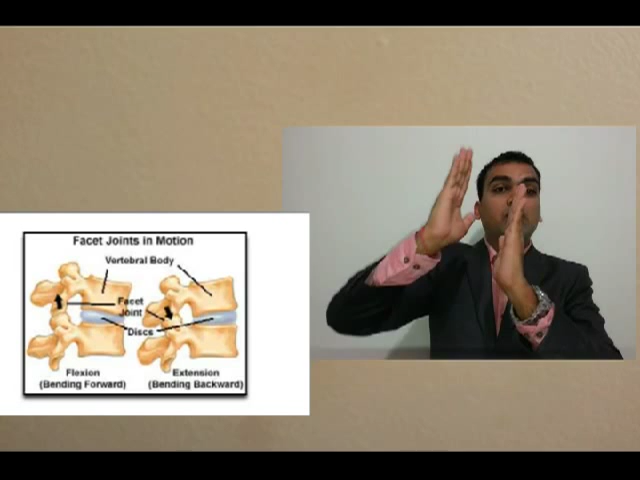 Facet Joints in Motion
Vertebral Body
Facet
Joint
Discs
Flexion
(Bending Forward)
Extension
(Bending Backward)